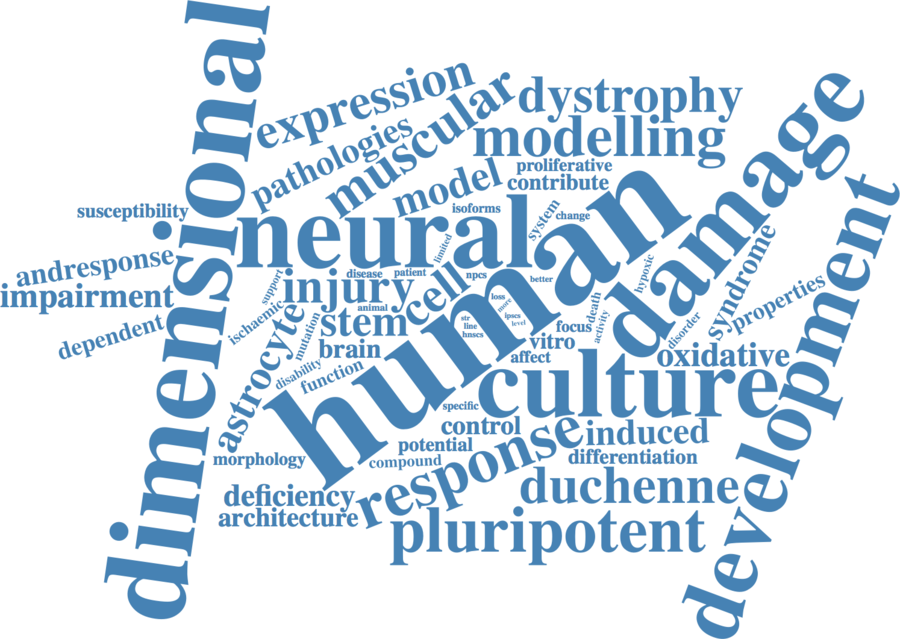 dimensional
expression
muscular
dystrophy
modelling
pathologies
damage
proliferative
model
contribute
human
development
susceptibility
neural
isoforms
system
change
limited
andresponse
impairment
dependent
support
injury
disease
patient
cell
npcs
better
hypoxic
syndrome
properties
animal
ischaemic
astrocyte
mutation
stem
loss
more
str
ipscs
line
level
hnscs
death
activity
focus
vitro
disorder
brain
affect
oxidative
disability
function
culture
specific
control
response
induced
potential
morphology
compound
differentiation
deficiency
duchenne
architecture
pluripotent